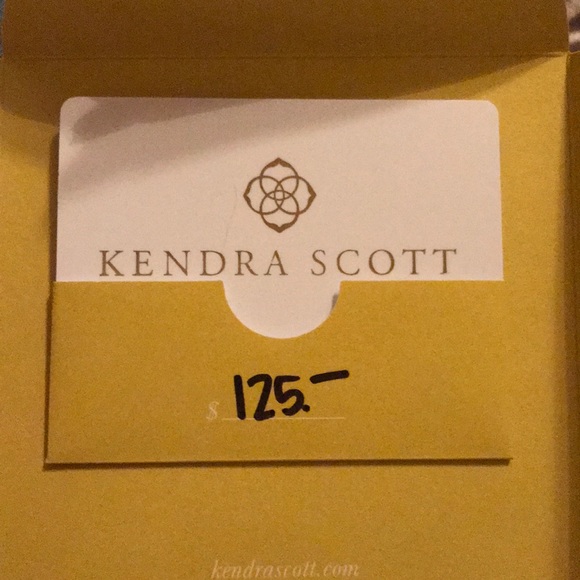 KENDRA SCOTT
$ 125.–
kendrascott.com